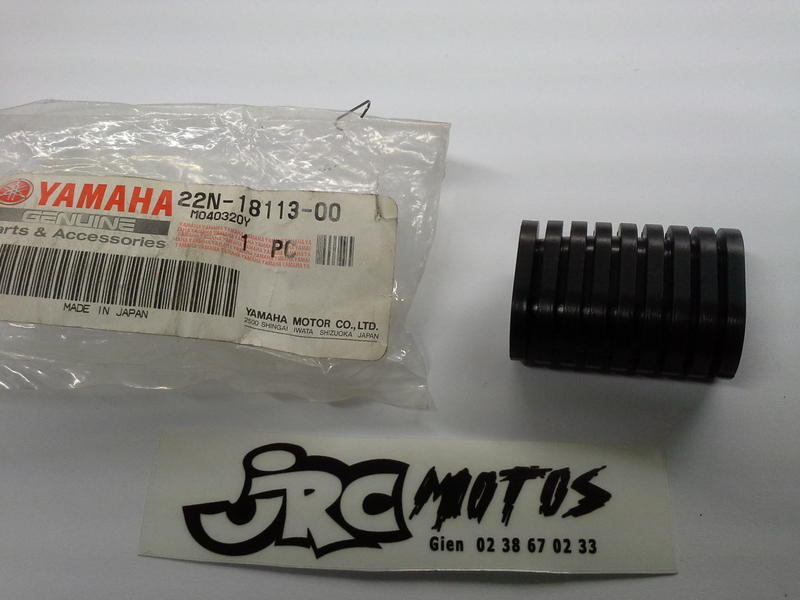 YAMAHA
GENUINE
arts & Accessories
22N-18113-00
M040320Y
1 PC
MADE IN JAPAN
YAMAHA MOTOR CO., LTD.
2500 SHINGAI IWATA SHIZUOKA JAPAN
JRC MOTOS
Gien 02 38 67 02 33